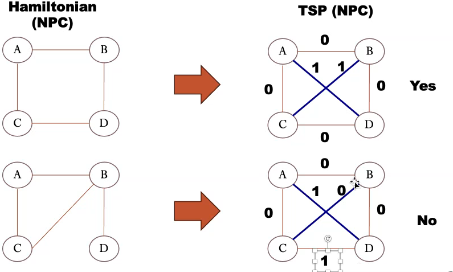 Hamiltonian
(NPC)
TSP (NPC)
A B
C D
0
A B
1 1
0 0
C D
0
Yes
A B
C D
0
A B
1 0
0 0
C D
1
No